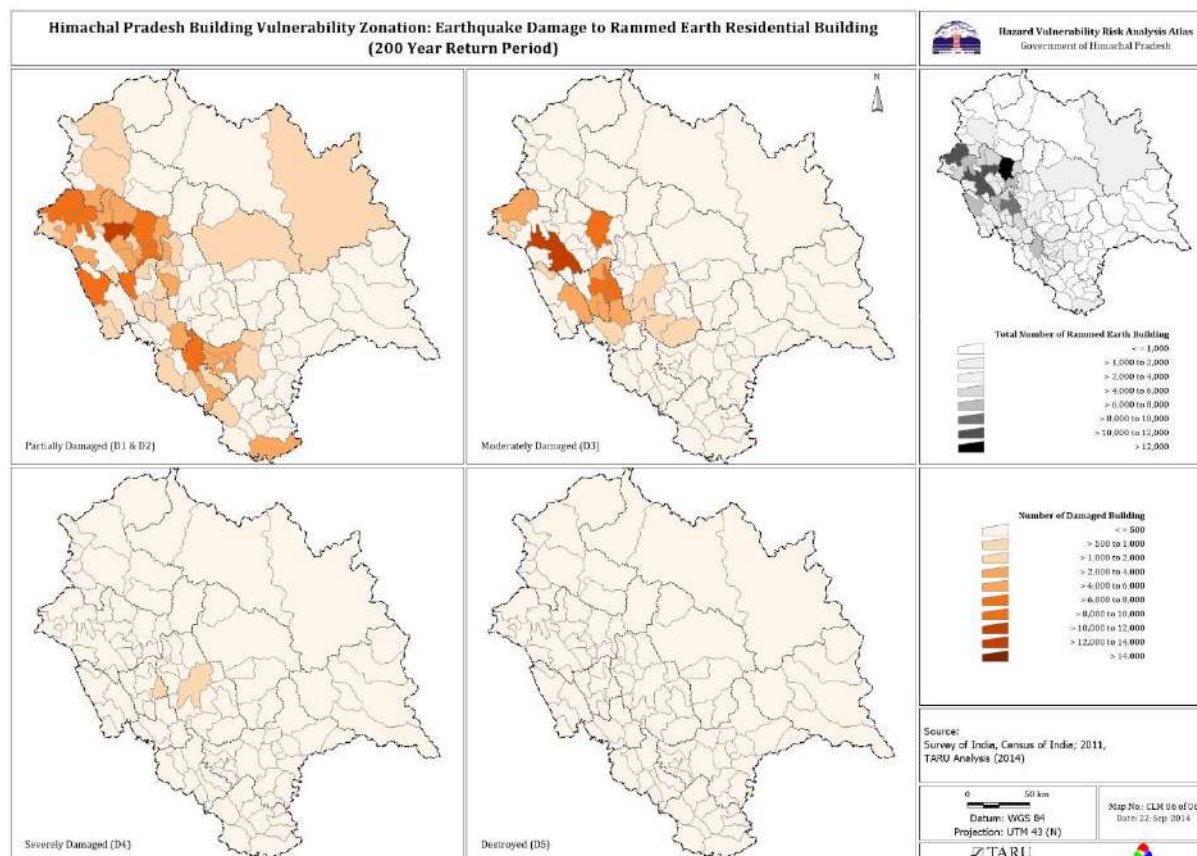 Himachal Pradesh Building Vulnerability Zonation: Earthquake Damage to Rammed Earth Residential Building
(200 Year Return Period)
Hazard Vulnerability Risk Analysis Atlas
Government of Himachal Pradesh
N
Partially Damaged (D1 & D2)
Moderately Damaged (D3)
Total Number of Rammed Earth Building
<= 1,000
> 1,000 to 2,000
> 2,000 to 4,000
> 4,000 to 6,000
> 6,000 to 8,000
> 8,000 to 10,000
> 10,000 to 12,000
> 12,000
Severely Damaged (D4)
Destroyed (D5)
Number of Damaged Building
<= 500
> 500 to 1,000
> 1,000 to 2,000
> 2,000 to 4,000
> 4,000 to 6,000
> 6,000 to 8,000
> 8,000 to 10,000
> 10,000 to 12,000
> 12,000 to 14,000
> 14,000
Source:
Survey of India, Census of India; 2011,
TARU Analysis (2014)
0 50 km
Datum: WGS 84
Projection: UTM 43 (N)
Map No.: CLM 06 of 06
Date: 22-Sep 2014
TARU